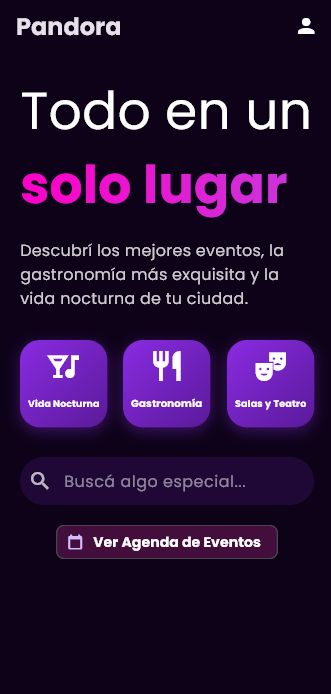 Pandora
Todo en un
solo lugar
Descubrí los mejores eventos, la
gastronomía más exquisita y la
vida nocturna de tu ciudad.
Vida Nocturna
Gastronomía
Salas y Teatro
Buscá algo especial...
Ver Agenda de Eventos